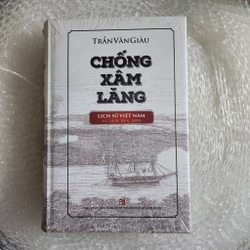 TRẦN VĂN GIÀU
CHỐNG
XÂM
LĂNG
LỊCH SỬ VIỆT NAM